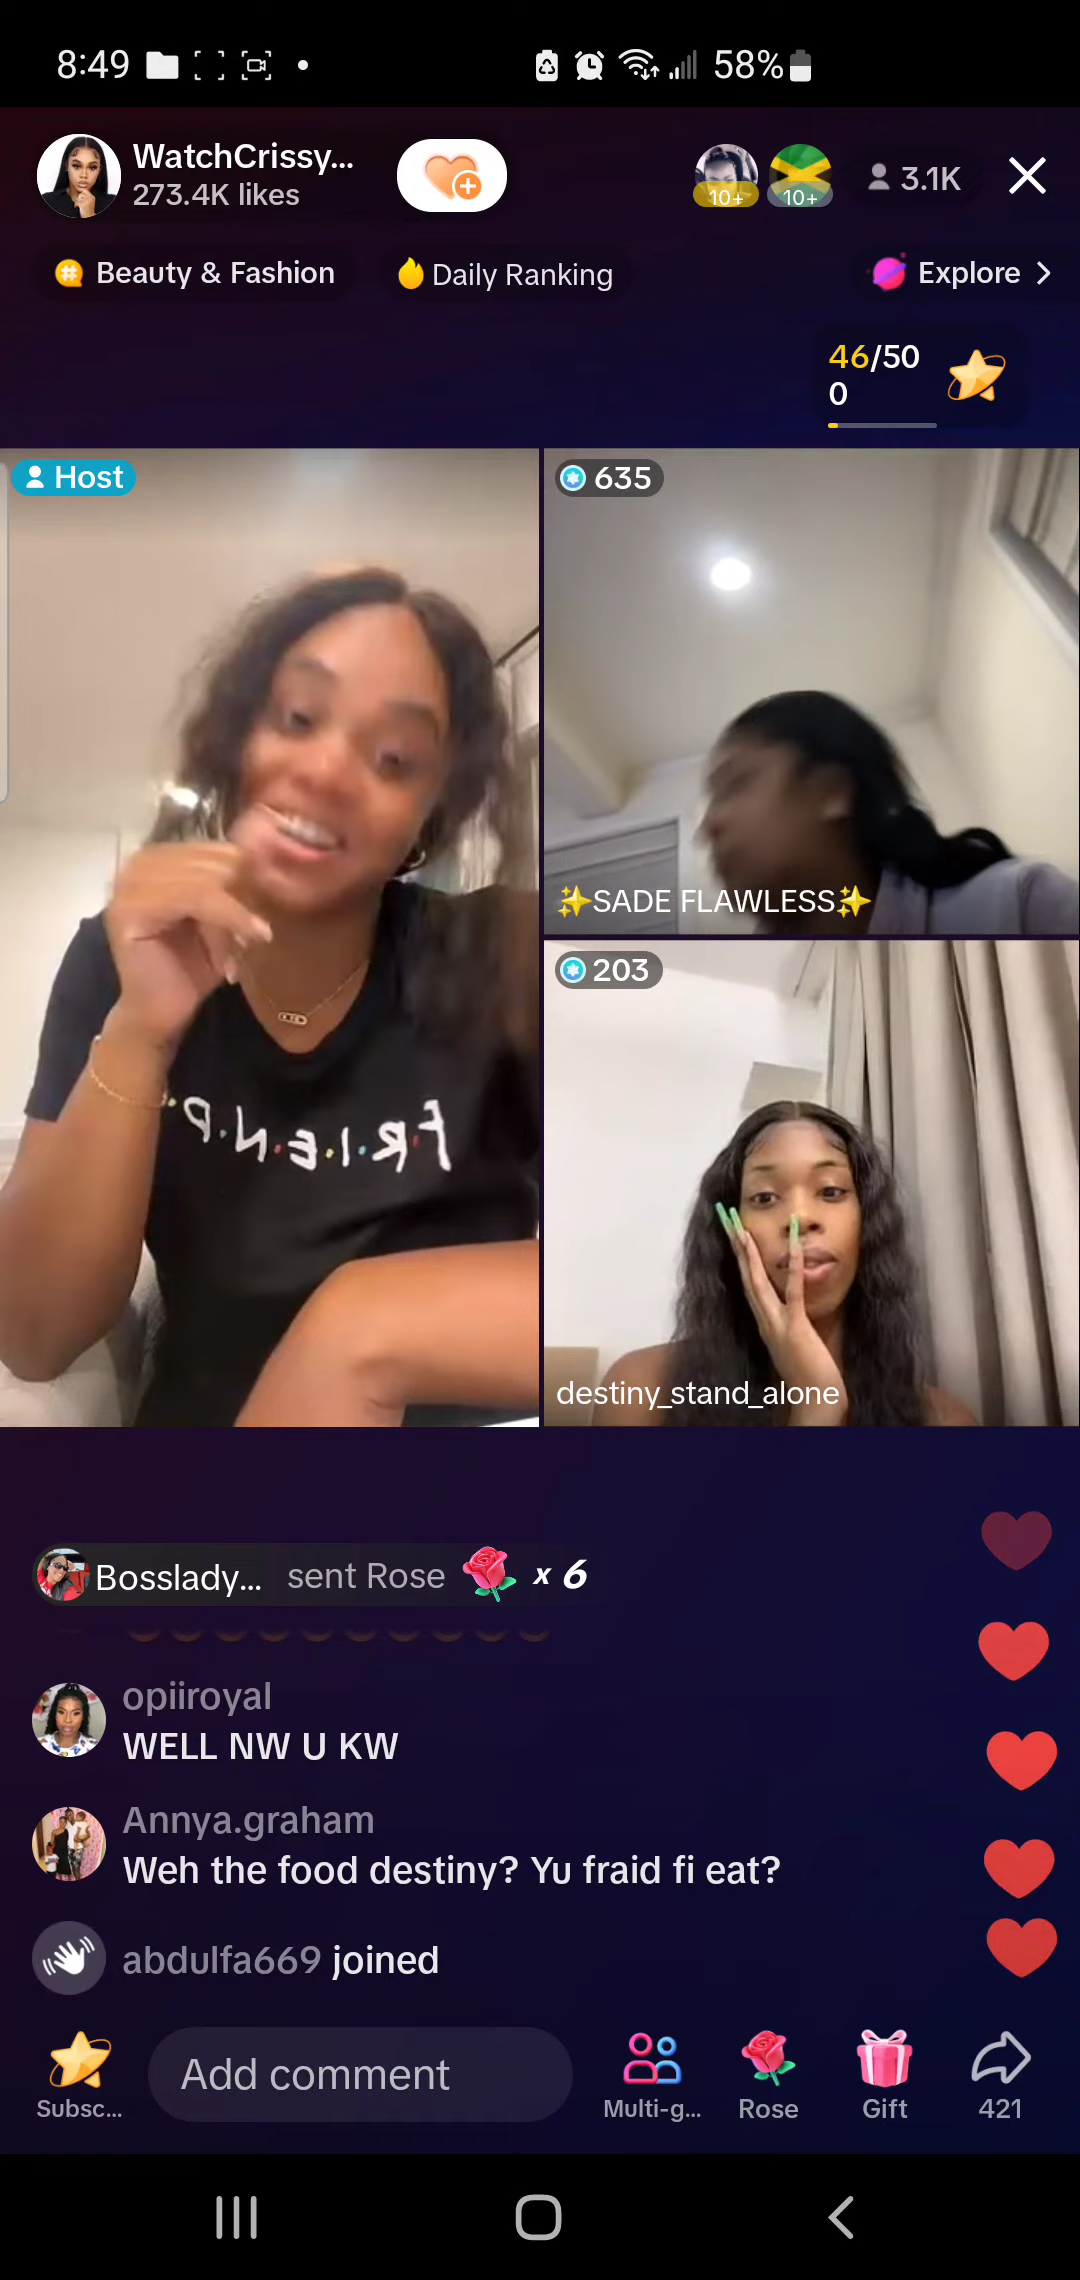 8:49
58%
WatchCrissy...
273.4K likes
10+
10+
3.1K
Beauty & Fashion
Daily Ranking
Explore
46/50
0
Host
635
F.R.I.E.N.D
✨SADE FLAWLESS✨
203
destiny_stand_alone
Bosslady... sent Rose x 6
opiiroyal
WELL NW U KW
Annya.graham
Weh the food destiny? Yu fraid fi eat?
abdulfa669 joined
Add comment
Subsc...
Multi-g...
Rose
Gift
421